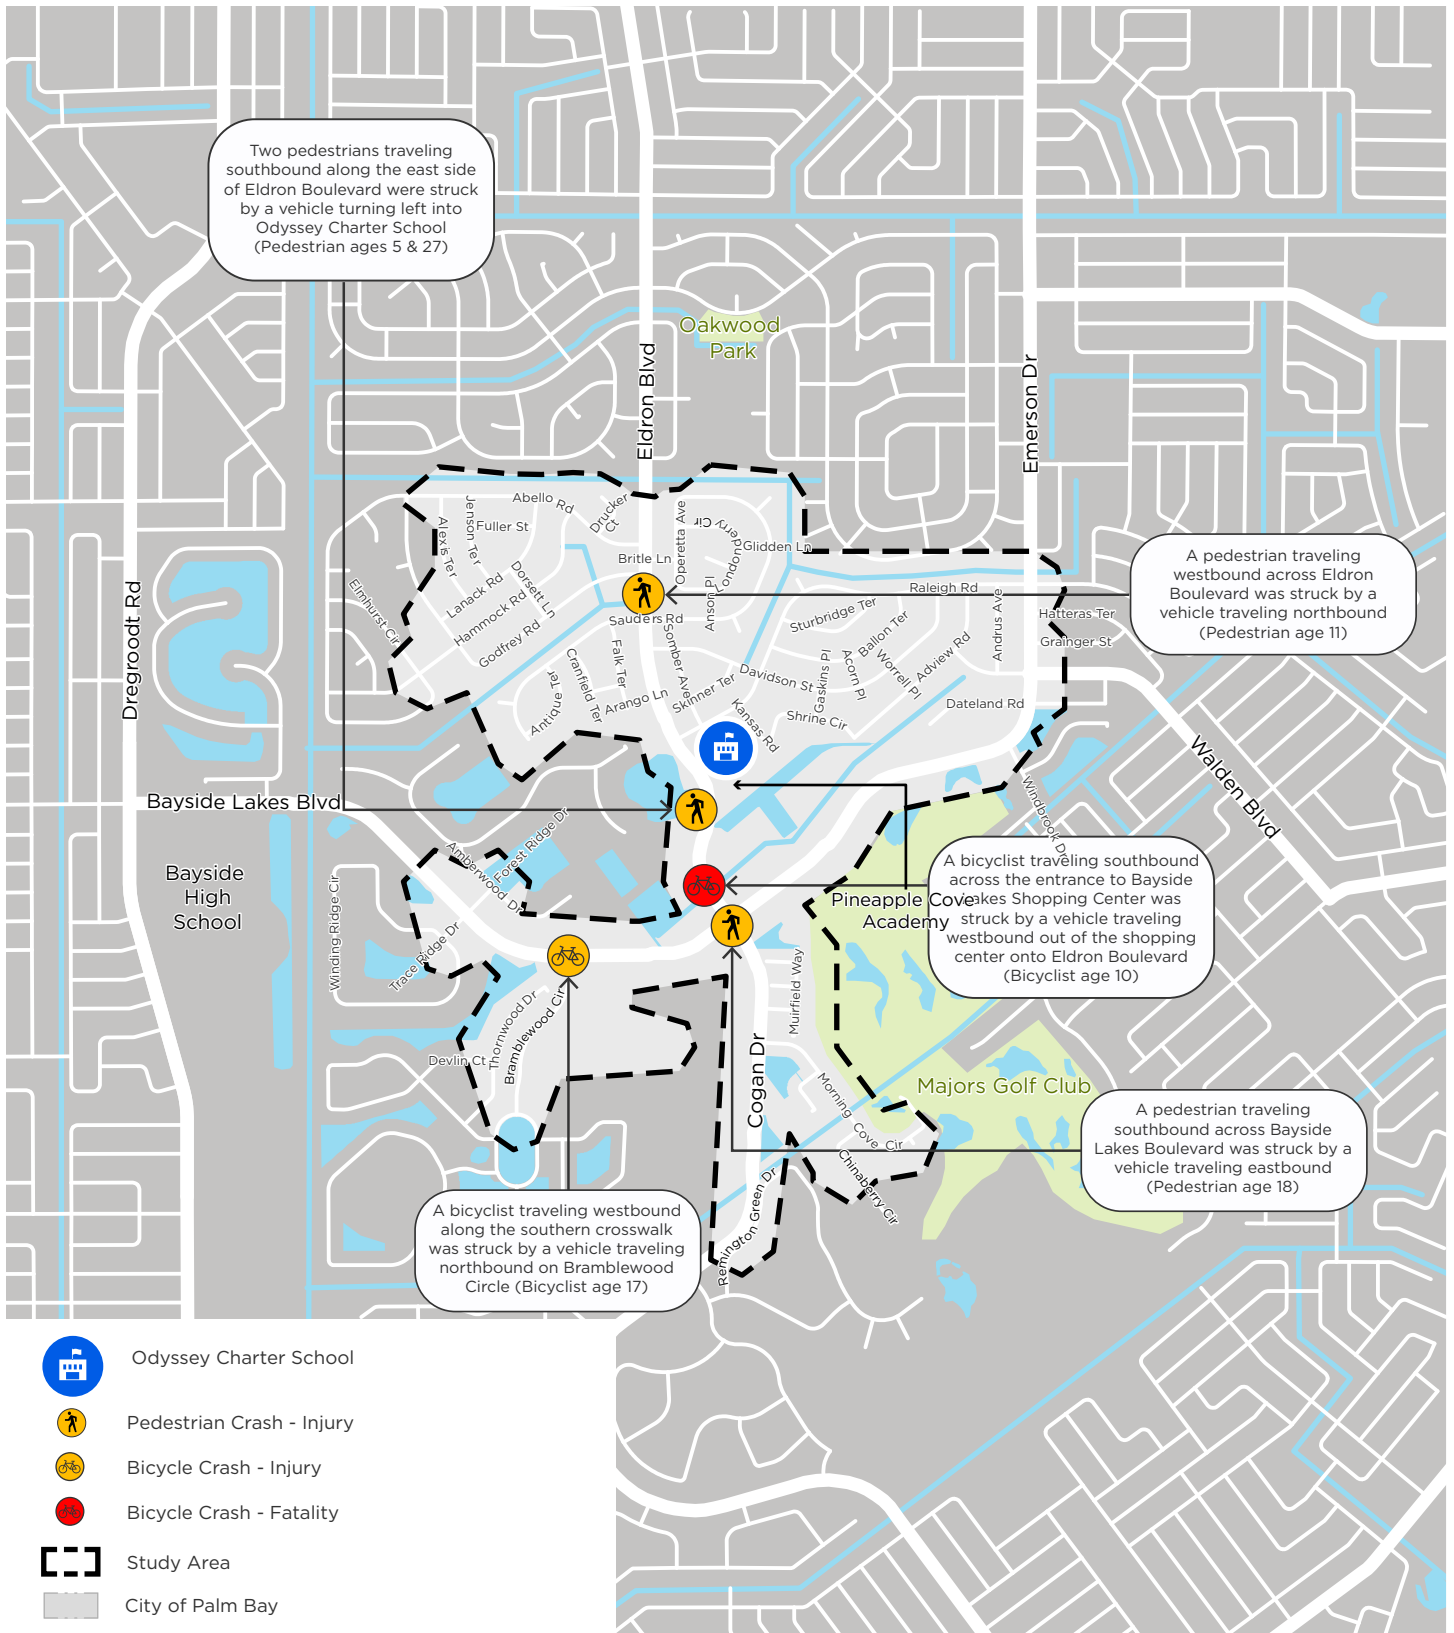 Two pedestrians traveling
southbound along the east side
of Eldron Boulevard were struck
by a vehicle turning left into
Odyssey Charter School
(Pedestrian ages 5 & 27)
Oakwood
Park
Eldron Blvd
Emerson Dr
Dregroodt Rd
Abello Rd
Drucker
Ct
Jenson Ter
Fuller St
Alexis Ter
Operetta Ave
Londonderry Cir
Glidden Ln
Britle Ln
Dorsett Ln
Lanack Rd
Hammock Rd
Godfrey Rd
Elmhurst Cir
Anson Pl
Sauders Rd
Raleigh Rd
Sturbridge Ter
Ballon Ter
Andrus Ave
Hatteras Ter
Grainger St
A pedestrian traveling
westbound across Eldron
Boulevard was struck by a
vehicle traveling northbound
(Pedestrian age 11)
Falk Ter
Somber Ave
Cranfield Ter
Antique Ter
Arango Ln
Skinner Ter
Davidson St
Gaskins Pl
Acorn Pl
Worrell Pl
Adview Rd
Kansas Rd
Shrine Cir
Dateland Rd
Walden Blvd
Windbrook Dr
Bayside Lakes Blvd
Bayside
High
School
Forest Ridge Dr
Amberwood Dr
Winding Ridge Cir
Trace Ridge Dr
A bicyclist traveling southbound
across the entrance to Bayside
Lakes Shopping Center was
struck by a vehicle traveling
westbound out of the shopping
center onto Eldron Boulevard
(Bicyclist age 10)
Pineapple Cove
Academy
Muirfield Way
Thornwood Dr
Bramblewood Cir
Devlin Ct
Cogan Dr
Morning Cove Cir
Majors Golf Club
Chinaberry Cir
Remington Green Dr
A pedestrian traveling
southbound across Bayside
Lakes Boulevard was struck by a
vehicle traveling eastbound
(Pedestrian age 18)
A bicyclist traveling westbound
along the southern crosswalk
was struck by a vehicle traveling
northbound on Bramblewood
Circle (Bicyclist age 17)
Odyssey Charter School
Pedestrian Crash - Injury
Bicycle Crash - Injury
Bicycle Crash - Fatality
Study Area
City of Palm Bay